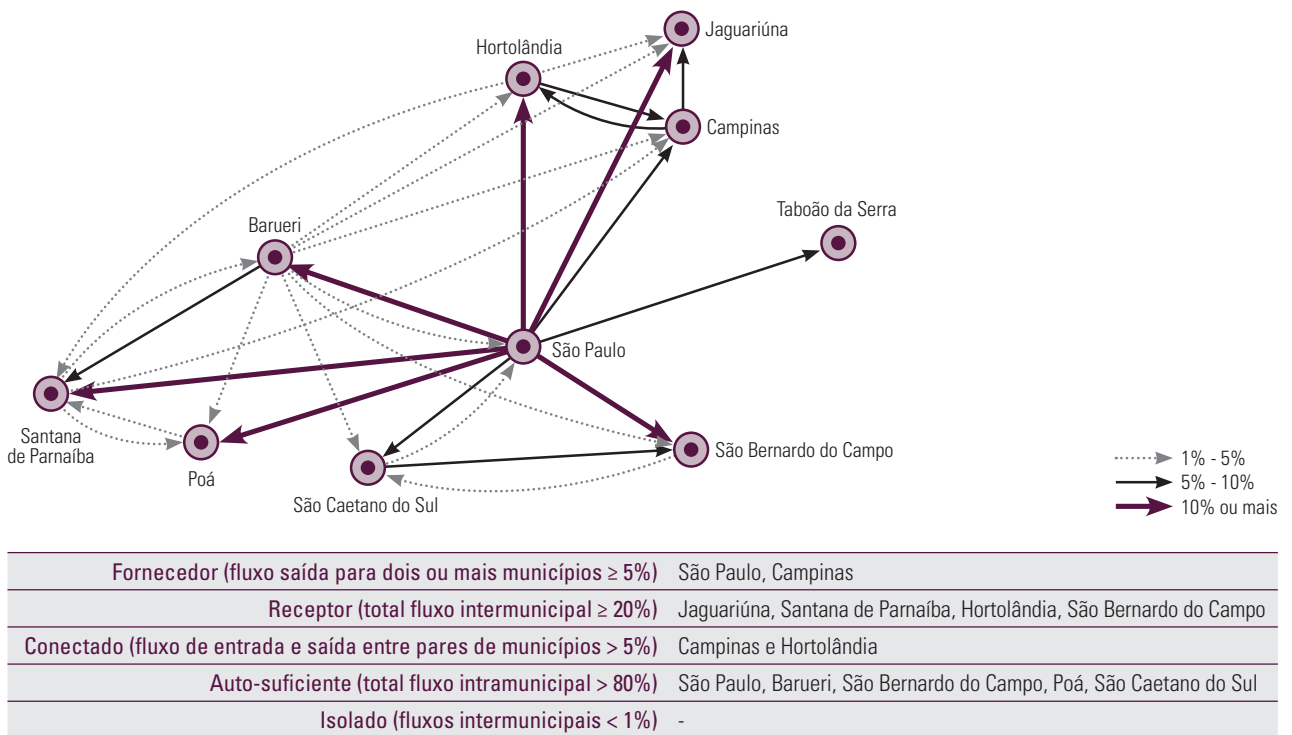 Jaguariúna
Hortolândia
Campinas
Taboão da Serra
Barueri
São Paulo
Santana
de Parnaíba
Poá
São Caetano do Sul
São Bernardo do Campo
1% - 5%
5% - 10%
10% ou mais
Fornecedor (fluxo saída para dois ou mais municípios ≥ 5%) São Paulo, Campinas
Receptor (total fluxo intermunicipal ≥ 20%) Jaguariúna, Santana de Parnaíba, Hortolândia, São Bernardo do Campo
Conectado (fluxo de entrada e saída entre pares de municípios > 5%) Campinas e Hortolândia
Auto-suficiente (total fluxo intramunicipal > 80%) São Paulo, Barueri, São Bernardo do Campo, Poá, São Caetano do Sul
Isolado (fluxos intermunicipais < 1%) -